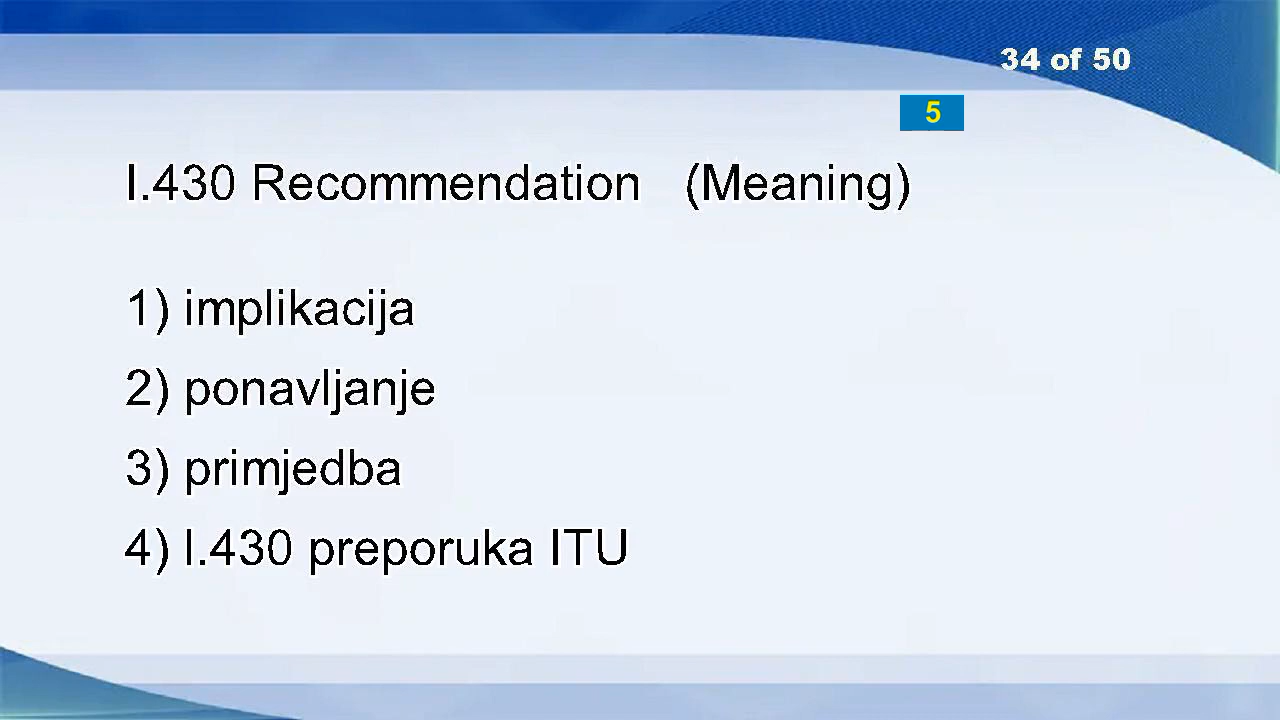 34 of 50
5
I.430 Recommendation (Meaning)
1) implikacija
2) ponavljanje
3) primjedba
4) I.430 preporuka ITU